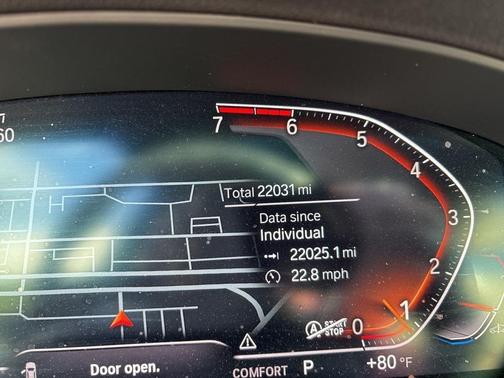 60
7 6 5 4 3 2 1 0
Total 22031 mi
Data since
Individual
22025.1 mi
22.8 mph
A START
STOP
Door open.
COMFORT P +80 °F